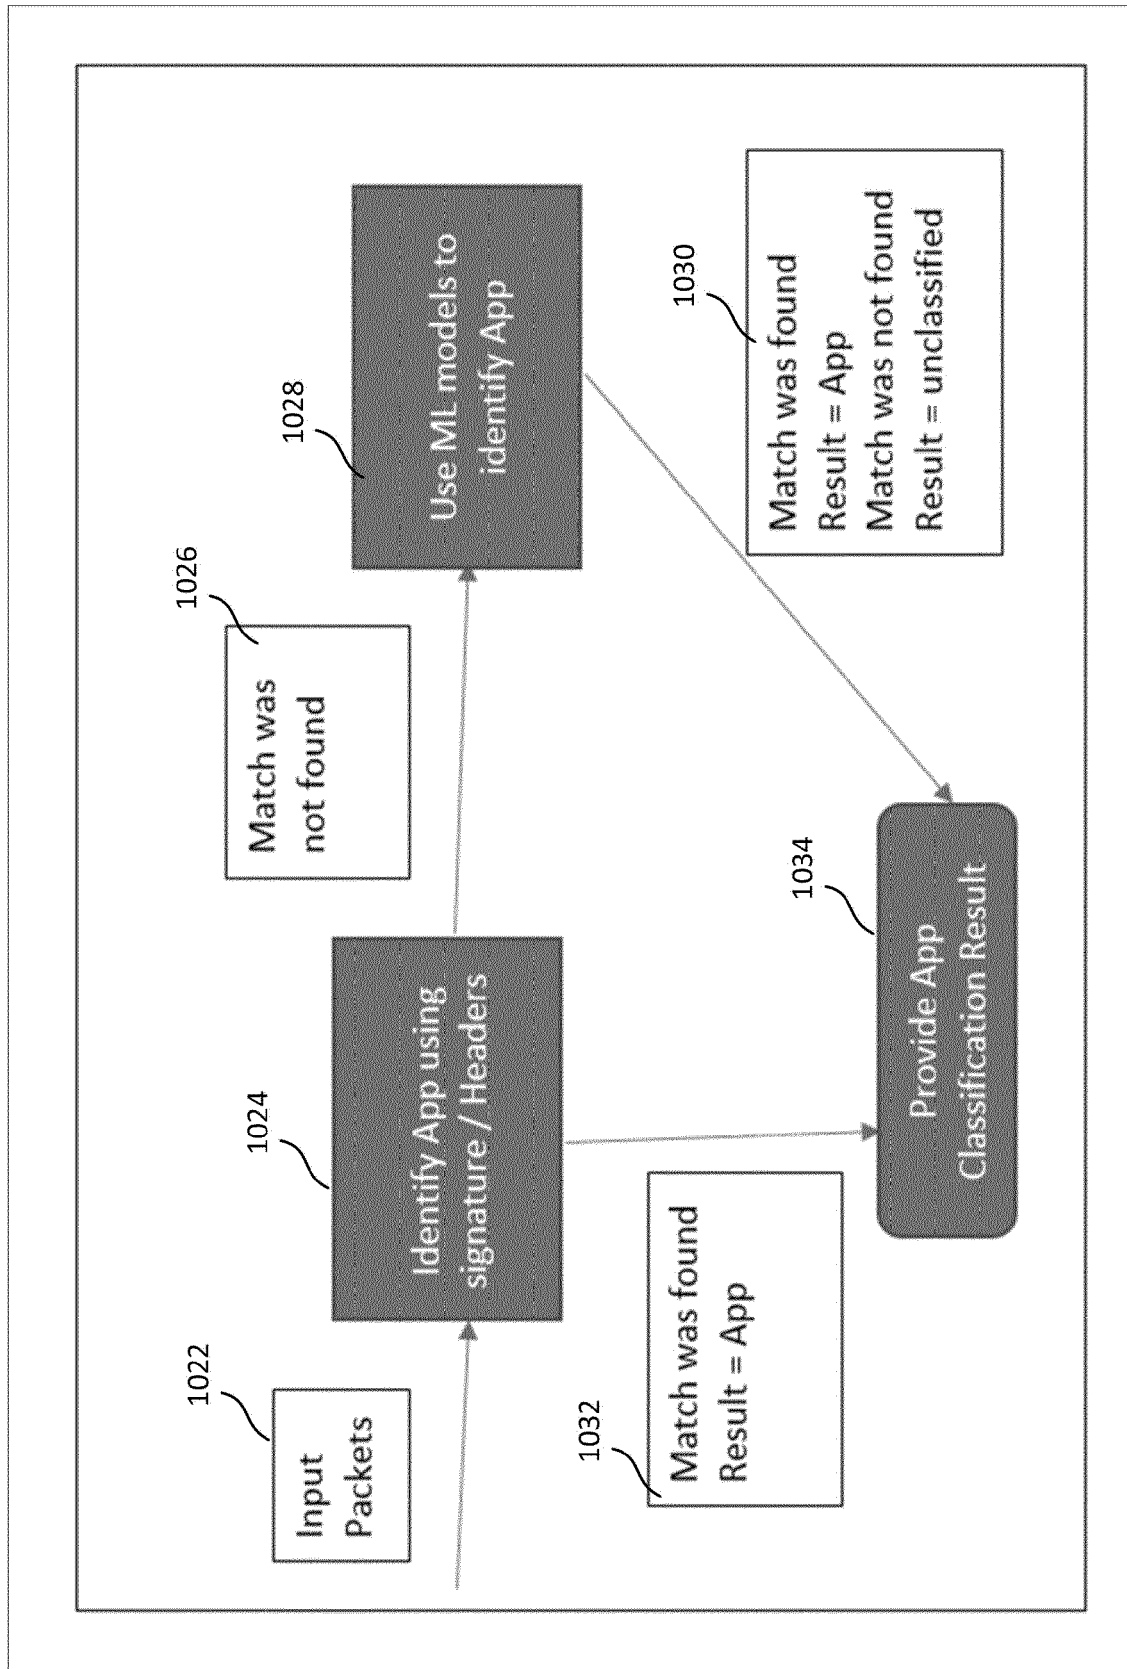 1022
Input
Packets
1024
Identify App using
signature / Headers
1026
Match was
not found
1028
Use ML models to
identify App
1032
Match was found
Result = App
1034
Provide App
Classification Result
1030
Match was found
Result = App
Match was not found
Result = unclassified